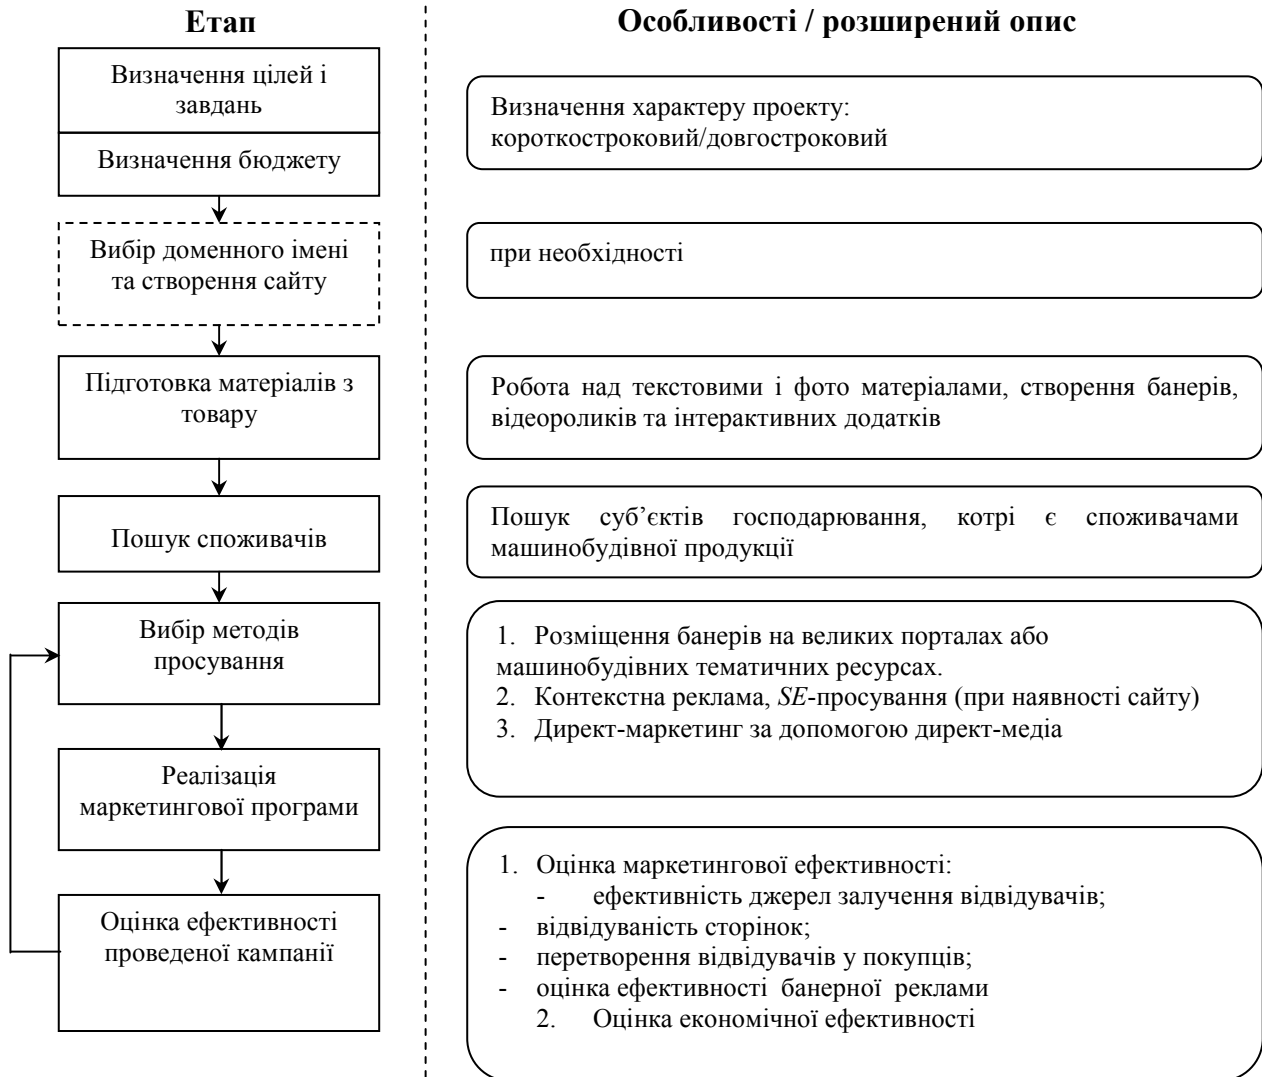 Етап
Особливості / розширений опис
Визначення цілей і
завдань
Визначення бюджету
Визначення характеру проекту:
короткостроковий/довгостроковий
Вибір доменного імені
та створення сайту
при необхідності
Підготовка матеріалів з
товару
Робота над текстовими і фото матеріалами, створення банерів,
відеороликів та інтерактивних додатків
Пошук споживачів
Пошук суб’єктів господарювання, котрі є споживачами
машинобудівної продукції
Вибір методів
просування
1. Розміщення банерів на великих порталах або
машинобудівних тематичних ресурсах.
2. Контекстна реклама, SE-просування (при наявності сайту)
3. Директ-маркетинг за допомогою директ-медіа
Реалізація
маркетингової програми
Оцінка ефективності
проведеної кампанії
1. Оцінка маркетингової ефективності:
- ефективність джерел залучення відвідувачів;
- відвідуваність сторінок;
- перетворення відвідувачів у покупців;
- оцінка ефективності банерної реклами
2. Оцінка економічної ефективності